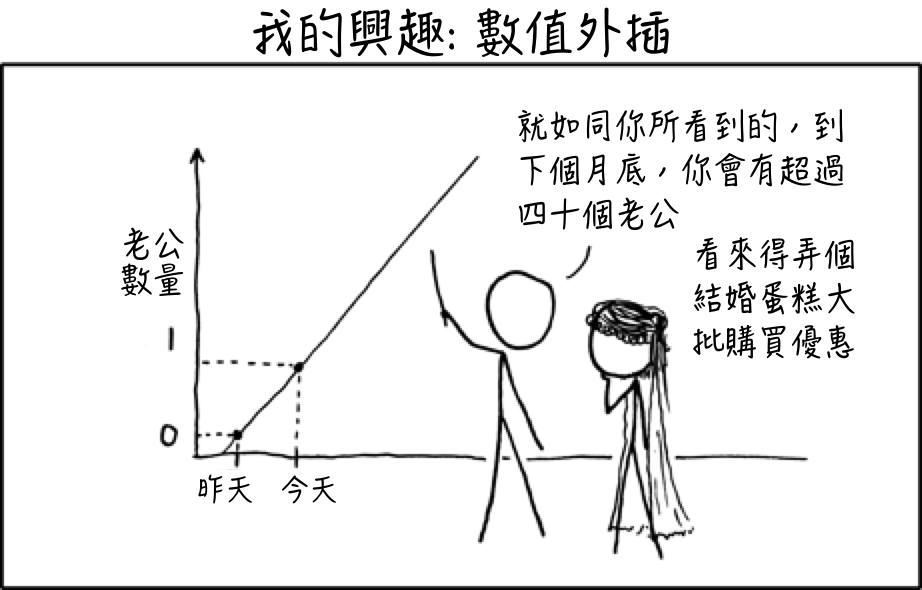 我的興趣: 數值外插
就如同你所看到的，到
下個月底，你會有超過
四十個老公
看來得弄個
結婚蛋糕大
批購買優惠
老公
數量
1
0
昨天
今天